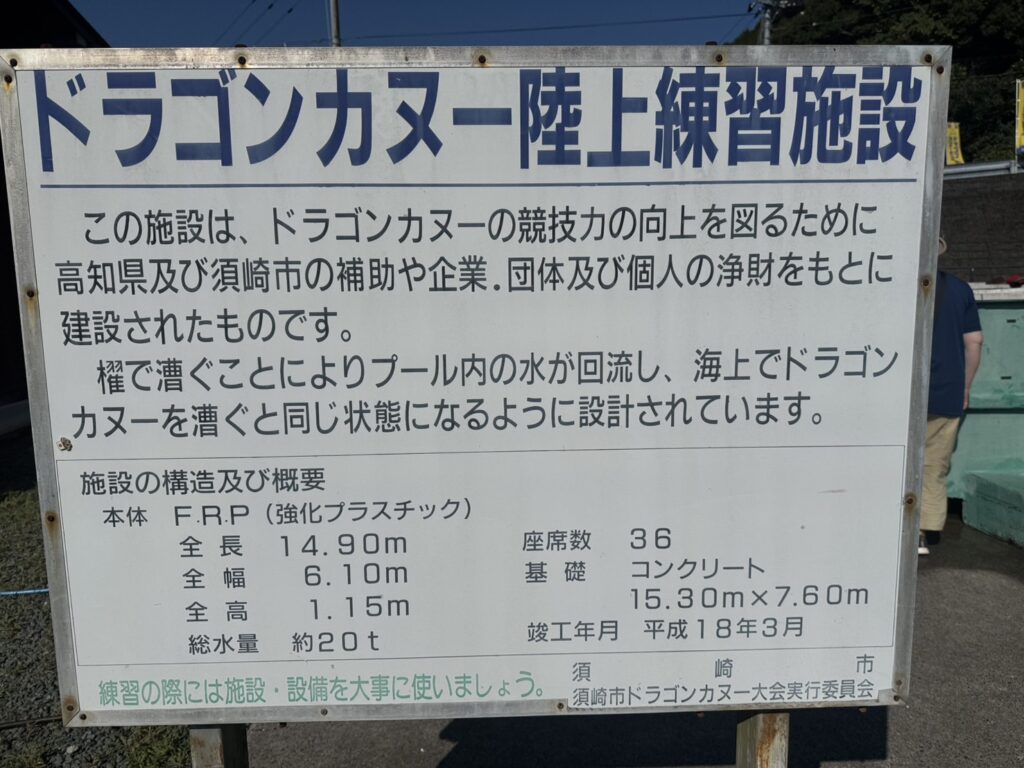 ドラゴンカヌー陸上練習施設
この施設は、ドラゴンカヌーの競技力の向上を図るために
高知県及び須崎市の補助や企業.団体及び個人の浄財をもとに
建設されたものです。
櫂で漕ぐことによりプール内の水が回流し、海上でドラゴン
カヌーを漕ぐと同じ状態になるように設計されています。
施設の構造及び概要
本体 F.R.P（強化プラスチック）
全長 14.90m
全幅 6.10m
全高 1.15m
総水量 約20t
座席数 36
基礎 コンクリート
15.30m×7.60m
竣工年月 平成18年3月
練習の際には施設・設備を大事に使いましょう。
須崎市
須崎市ドラゴンカヌー大会実行委員会